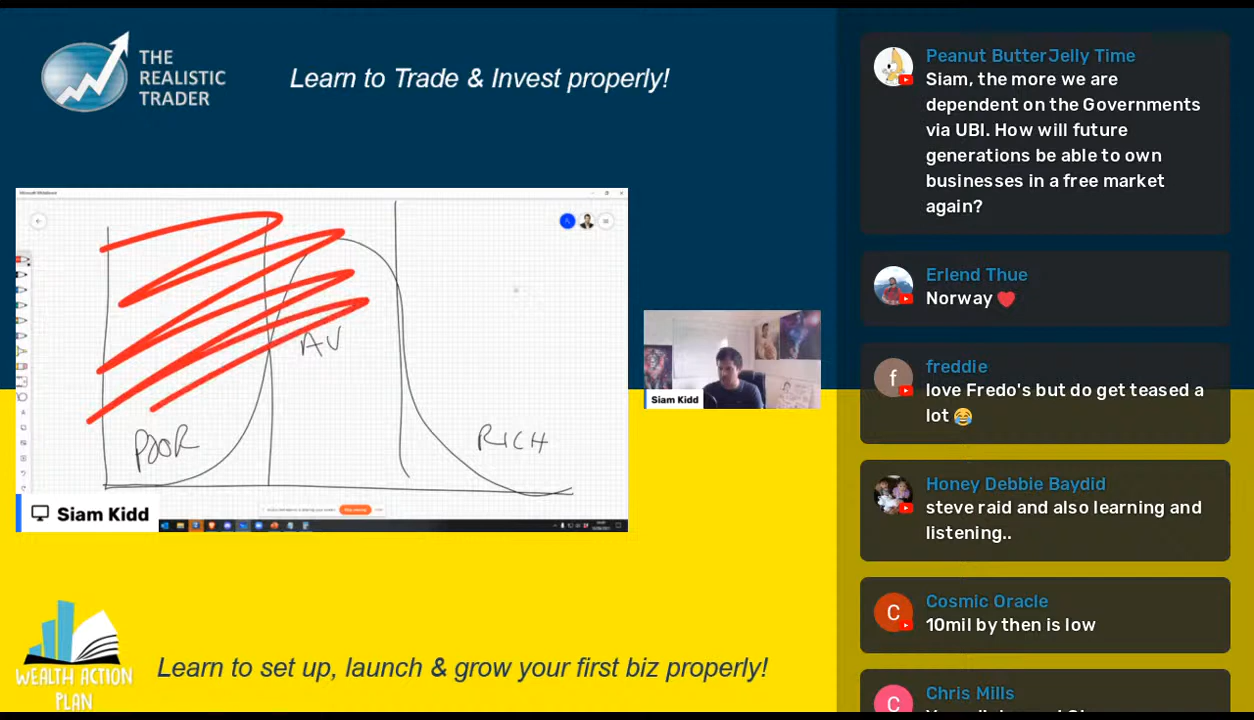 THE
REALISTIC
TRADER
Learn to Trade & Invest properly!
AV
POOR
RICH
Siam Kidd
Siam Kidd
WEALTH ACTION
PLAN
Learn to set up, launch & grow your first biz properly!
Peanut ButterJelly Time
Siam, the more we are
dependent on the Governments
via UBI. How will future
generations be able to own
businesses in a free market
again?
Erlend Thue
Norway ❤️
f
freddie
love Fredo's but do get teased a
lot 😂
Honey Debbie Baydid
steve raid and also learning and
listening..
C
Cosmic Oracle
10mil by then is low
C
Chris Mills